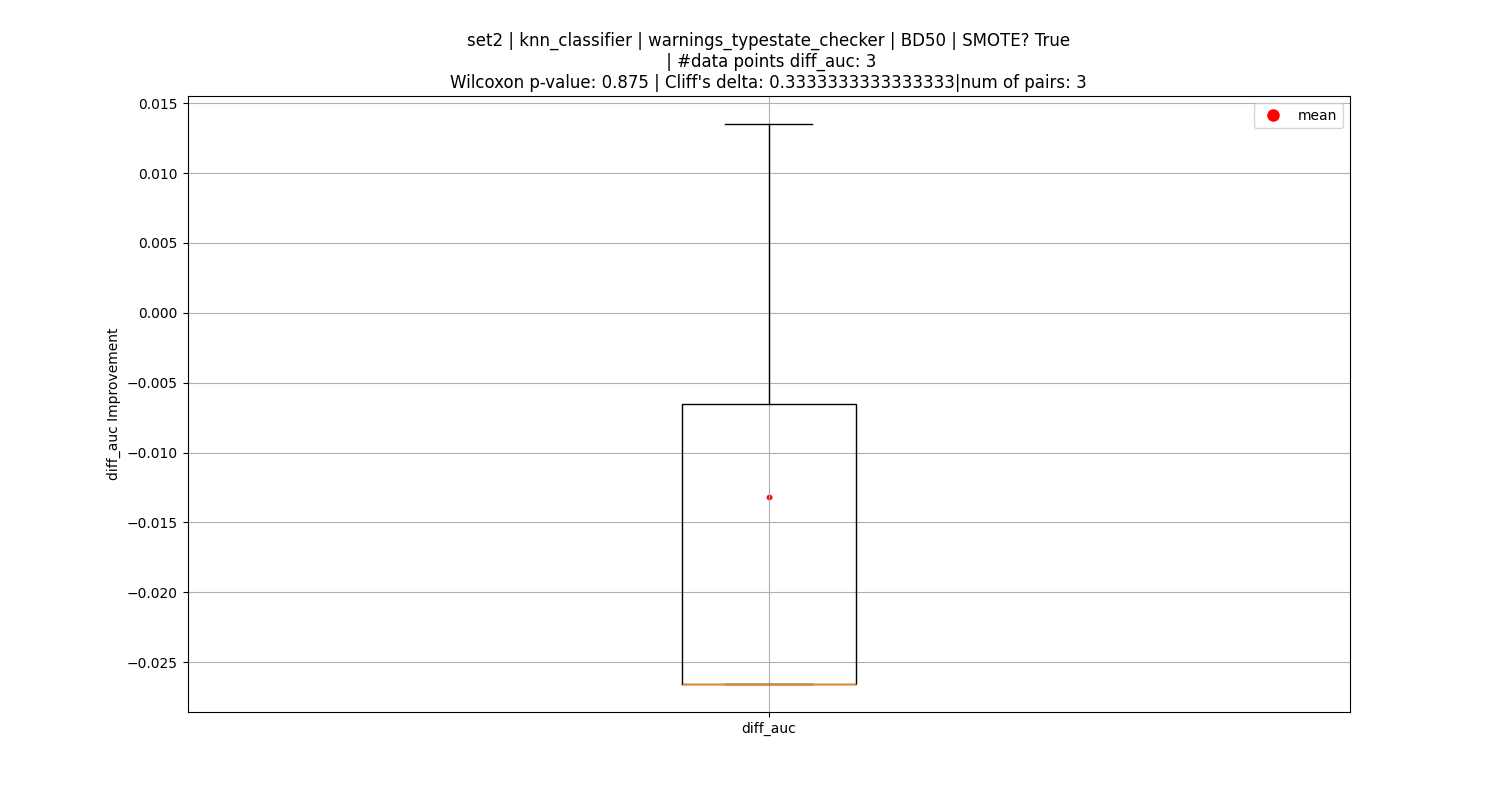 set2 | knn_classifier | warnings_typestate_checker | BD50 | SMOTE? True
| #data points diff_auc: 3
Wilcoxon p-value: 0.875 | Cliff's delta: 0.3333333333333333|num of pairs: 3
mean
0.015
0.010
0.005
0.000
−0.005
−0.010
−0.015
−0.020
−0.025
diff_auc Improvement
diff_auc